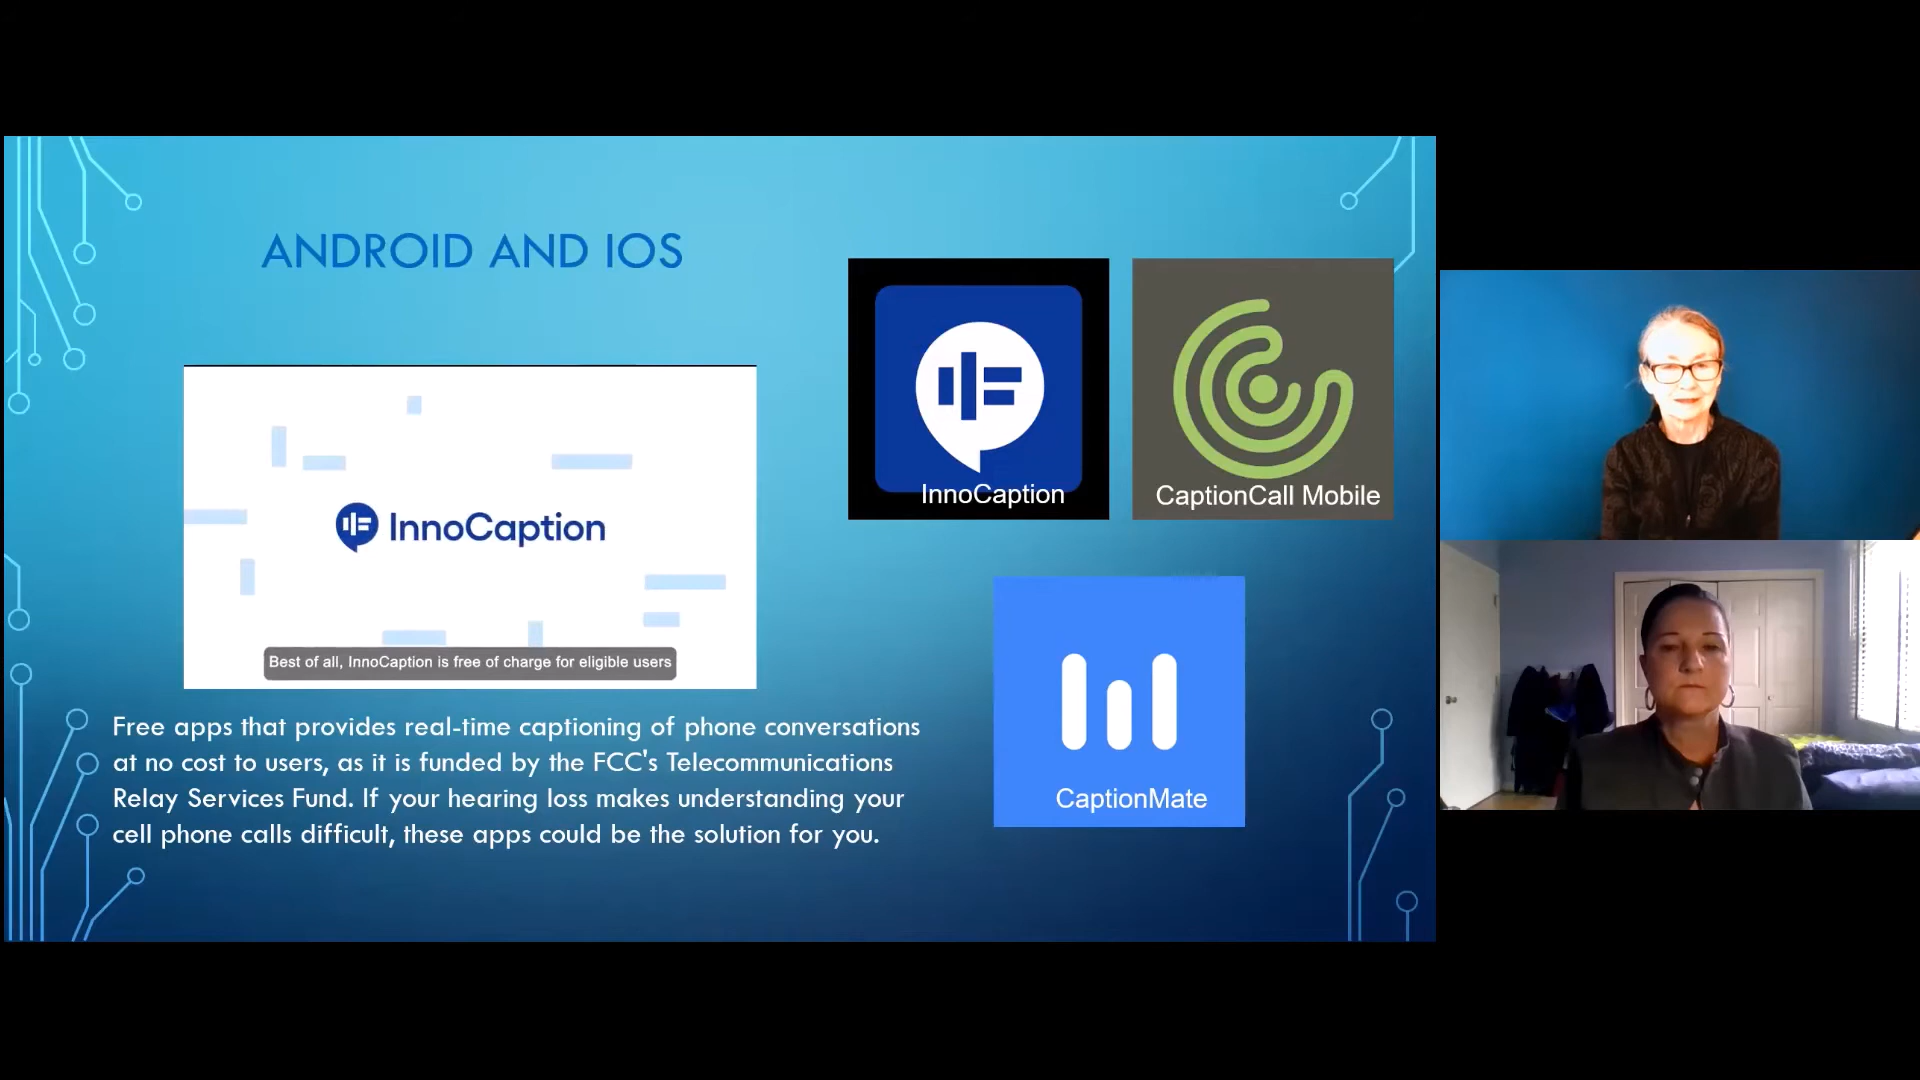 ANDROID AND IOS
InnoCaption
Best of all, InnoCaption is free of charge for eligible users
Free apps that provides real-time captioning of phone conversations
at no cost to users, as it is funded by the FCC's Telecommunications
Relay Services Fund. If your hearing loss makes understanding your
cell phone calls difficult, these apps could be the solution for you.
InnoCaption
CaptionCall Mobile
CaptionMate